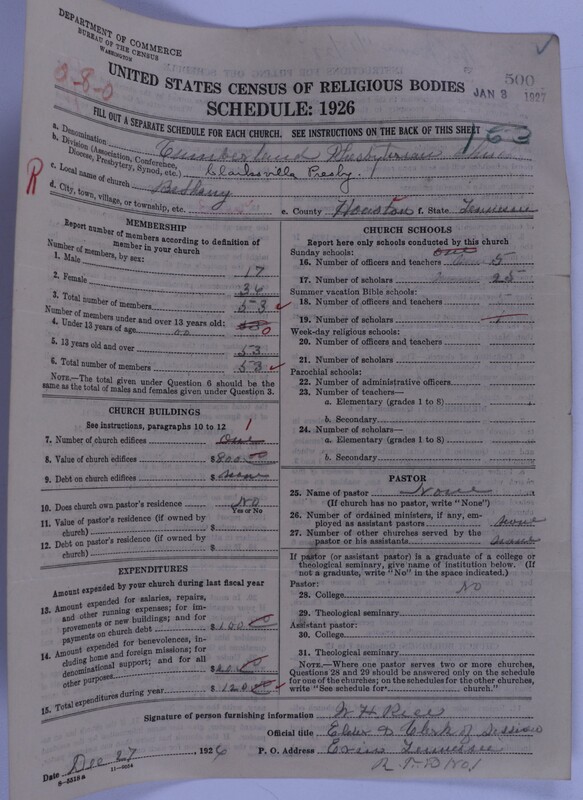 DEPARTMENT OF COMMERCE
BUREAU OF THE CENSUS
WASHINGTON
500
JAN 3 1927
UNITED STATES CENSUS OF RELIGIOUS BODIES
SCHEDULE: 1926
FILL OUT A SEPARATE SCHEDULE FOR EACH CHURCH. SEE INSTRUCTIONS ON THE BACK OF THIS SHEET
163
a. Denomination Cumberland Presbyterian Church
b. Division (Association, Conference, Diocese, Presbytery, Synod, etc.) Clarksville Presby.
R
c. Local name of church Bethany
d. City, town, village, or township, etc.
e. County Houston f. State Tennessee
MEMBERSHIP
Report number of members according to definition of member in your church
Number of members, by sex:
1. Male 17
2. Female 36
3. Total number of members 53
Number of members under and over 13 years old:
4. Under 13 years of age 0
5. 13 years old and over 53
6. Total number of members 53
NOTE.—The total given under Question 6 should be the same as the total of males and females given under Question 3.
CHURCH BUILDINGS
See instructions, paragraphs 10 to 12
7. Number of church edifices one 1
8. Value of church edifices $ 800.00
9. Debt on church edifices $ none
10. Does church own pastor's residence No
Yes or No
11. Value of pastor's residence (if owned by church) $
12. Debt on pastor's residence (if owned by church) $
EXPENDITURES
Amount expended by your church during last fiscal year
13. Amount expended for salaries, repairs, and other running expenses; for improvements or new buildings; and for payments on church debt $ 100.00
14. Amount expended for benevolences, including home and foreign missions; for denominational support; and for all other purposes $ 20.00
15. Total expenditures during year $ 120.00
CHURCH SCHOOLS
Report here only schools conducted by this church
Sunday schools: one
16. Number of officers and teachers 5
17. Number of scholars 25
Summer vacation Bible schools:
18. Number of officers and teachers
19. Number of scholars
Week-day religious schools:
20. Number of officers and teachers
21. Number of scholars
Parochial schools:
22. Number of administrative officers
23. Number of teachers—
a. Elementary (grades 1 to 8)
b. Secondary
24. Number of scholars—
a. Elementary (grades 1 to 8)
b. Secondary
PASTOR
25. Name of pastor None
(If church has no pastor, write "None")
26. Number of ordained ministers, if any, employed as assistant pastors none
27. Number of other churches served by the pastor or his assistants
If pastor (or assistant pastor) is a graduate of a college or theological seminary, give name of institution below. (If not a graduate, write "No" in the space indicated.)
Pastor:
28. College No
29. Theological seminary
Assistant pastor:
30. College
31. Theological seminary
NOTE.—Where one pastor serves two or more churches, Questions 28 and 29 should be answered only on the schedule for one of the churches; on the schedules for the other churches, write "See schedule for church."
Signature of person furnishing information W H Rice
Official title Elder & Clerk of Session
Date Dec 27, 1926 P. O. Address Erin Tennessee
R.F.D No1
8-5518a 11-9054